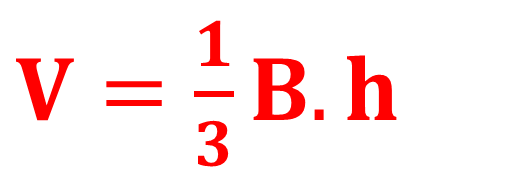 V = 1/3 B. h